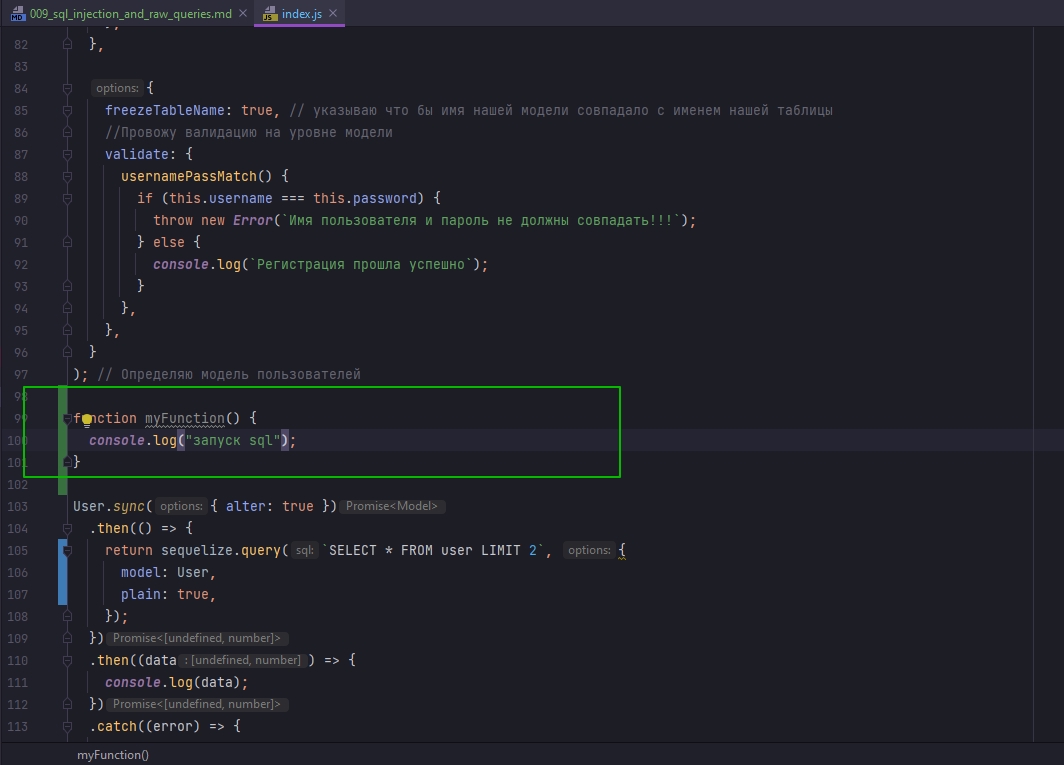 009_sql_injection_and_raw_queries.md index.js
82 },
83
84 options: {
85 freezeTableName: true, // указываю что бы имя нашей модели совпадало с именем нашей таблицы
86 //Провожу валидацию на уровне модели
87 validate: {
88 usernamePassMatch() {
89 if (this.username === this.password) {
90 throw new Error(`Имя пользователя и пароль не должны совпадать!!!`);
91 } else {
92 console.log(`Регистрация прошла успешно`);
93 }
94 },
95 },
96 }
97 ); // Определяю модель пользователей
98
99 function myFunction() {
100 console.log("запуск sql");
101 }
102
103 User.sync( options: { alter: true }) Promise<Model>
104 .then(() => {
105 return sequelize.query( sql: `SELECT * FROM user LIMIT 2`, options: {
106 model: User,
107 plain: true,
108 });
109 }) Promise<[undefined, number]>
110 .then((data : [undefined, number] ) => {
111 console.log(data);
112 }) Promise<[undefined, number]>
113 .catch((error) => {
myFunction()